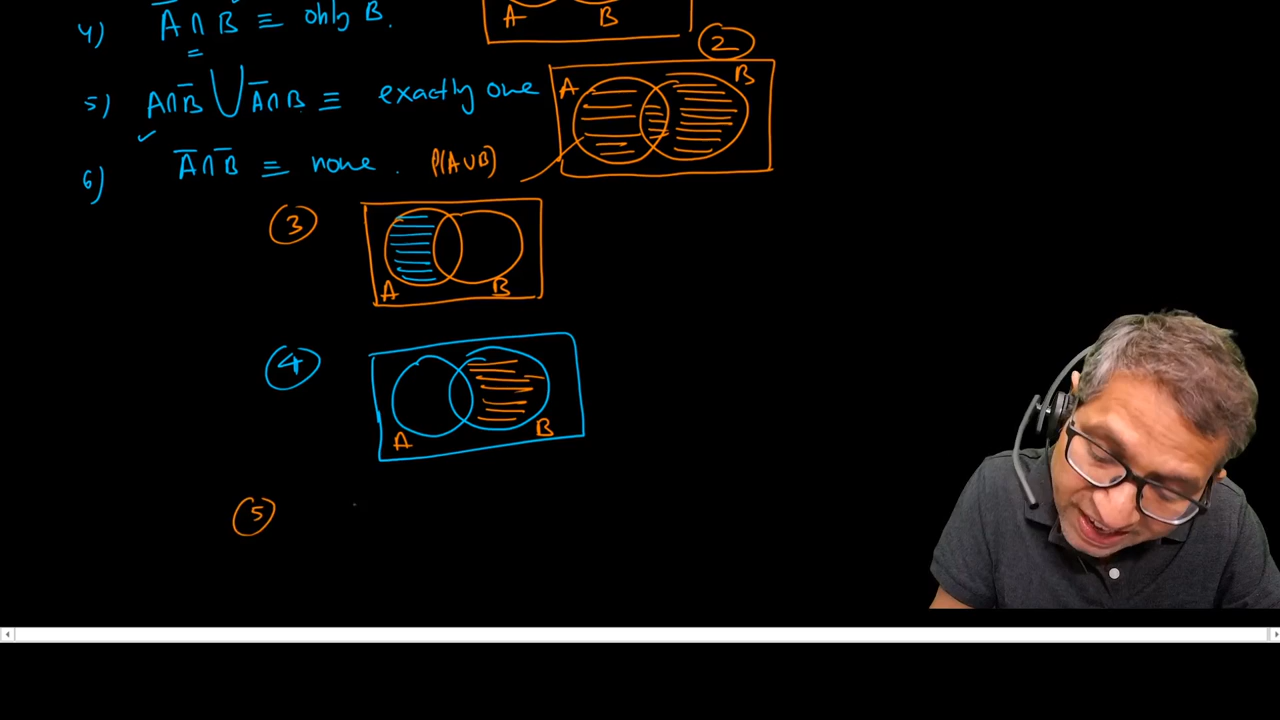 4) A̅ ∩ B ≡ only B.
A B
2
5) A∩B̅ ⋃ A̅∩B ≡ exactly one
A B
6) A̅∩B̅ ≡ none. P(A∪B)
3
A B
4
A B
5